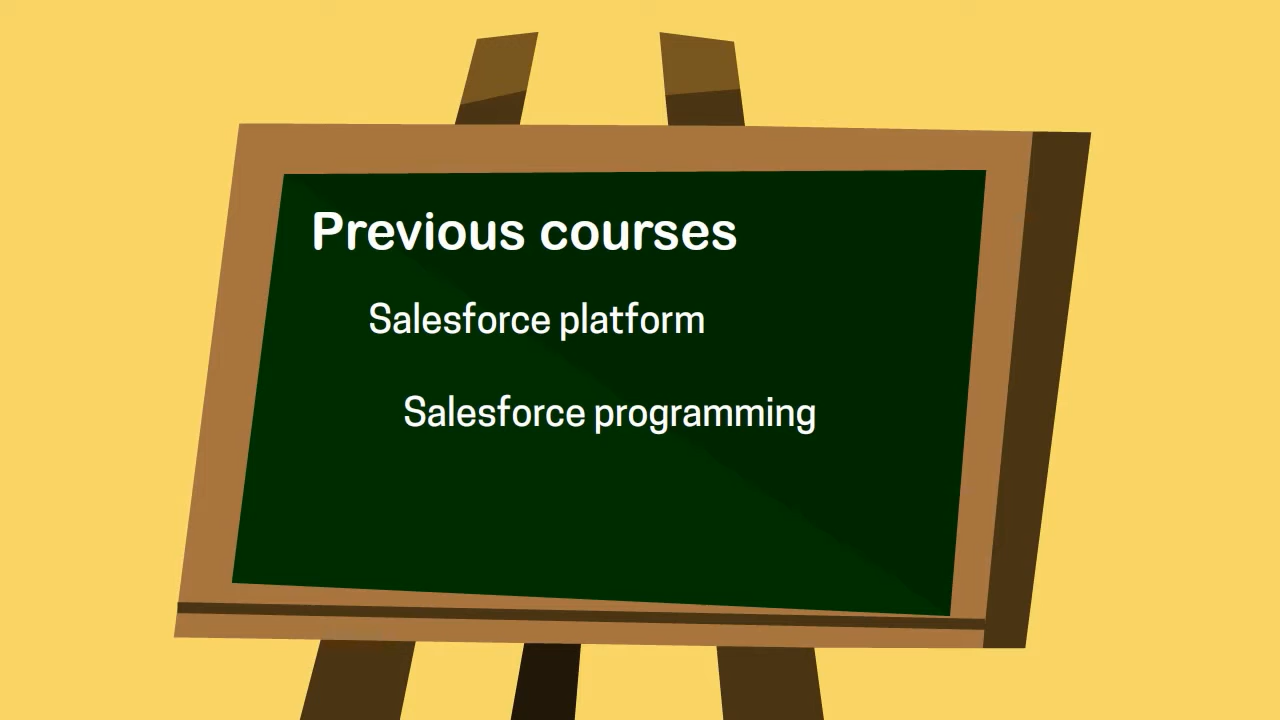 Previous courses
Salesforce platform
Salesforce programming